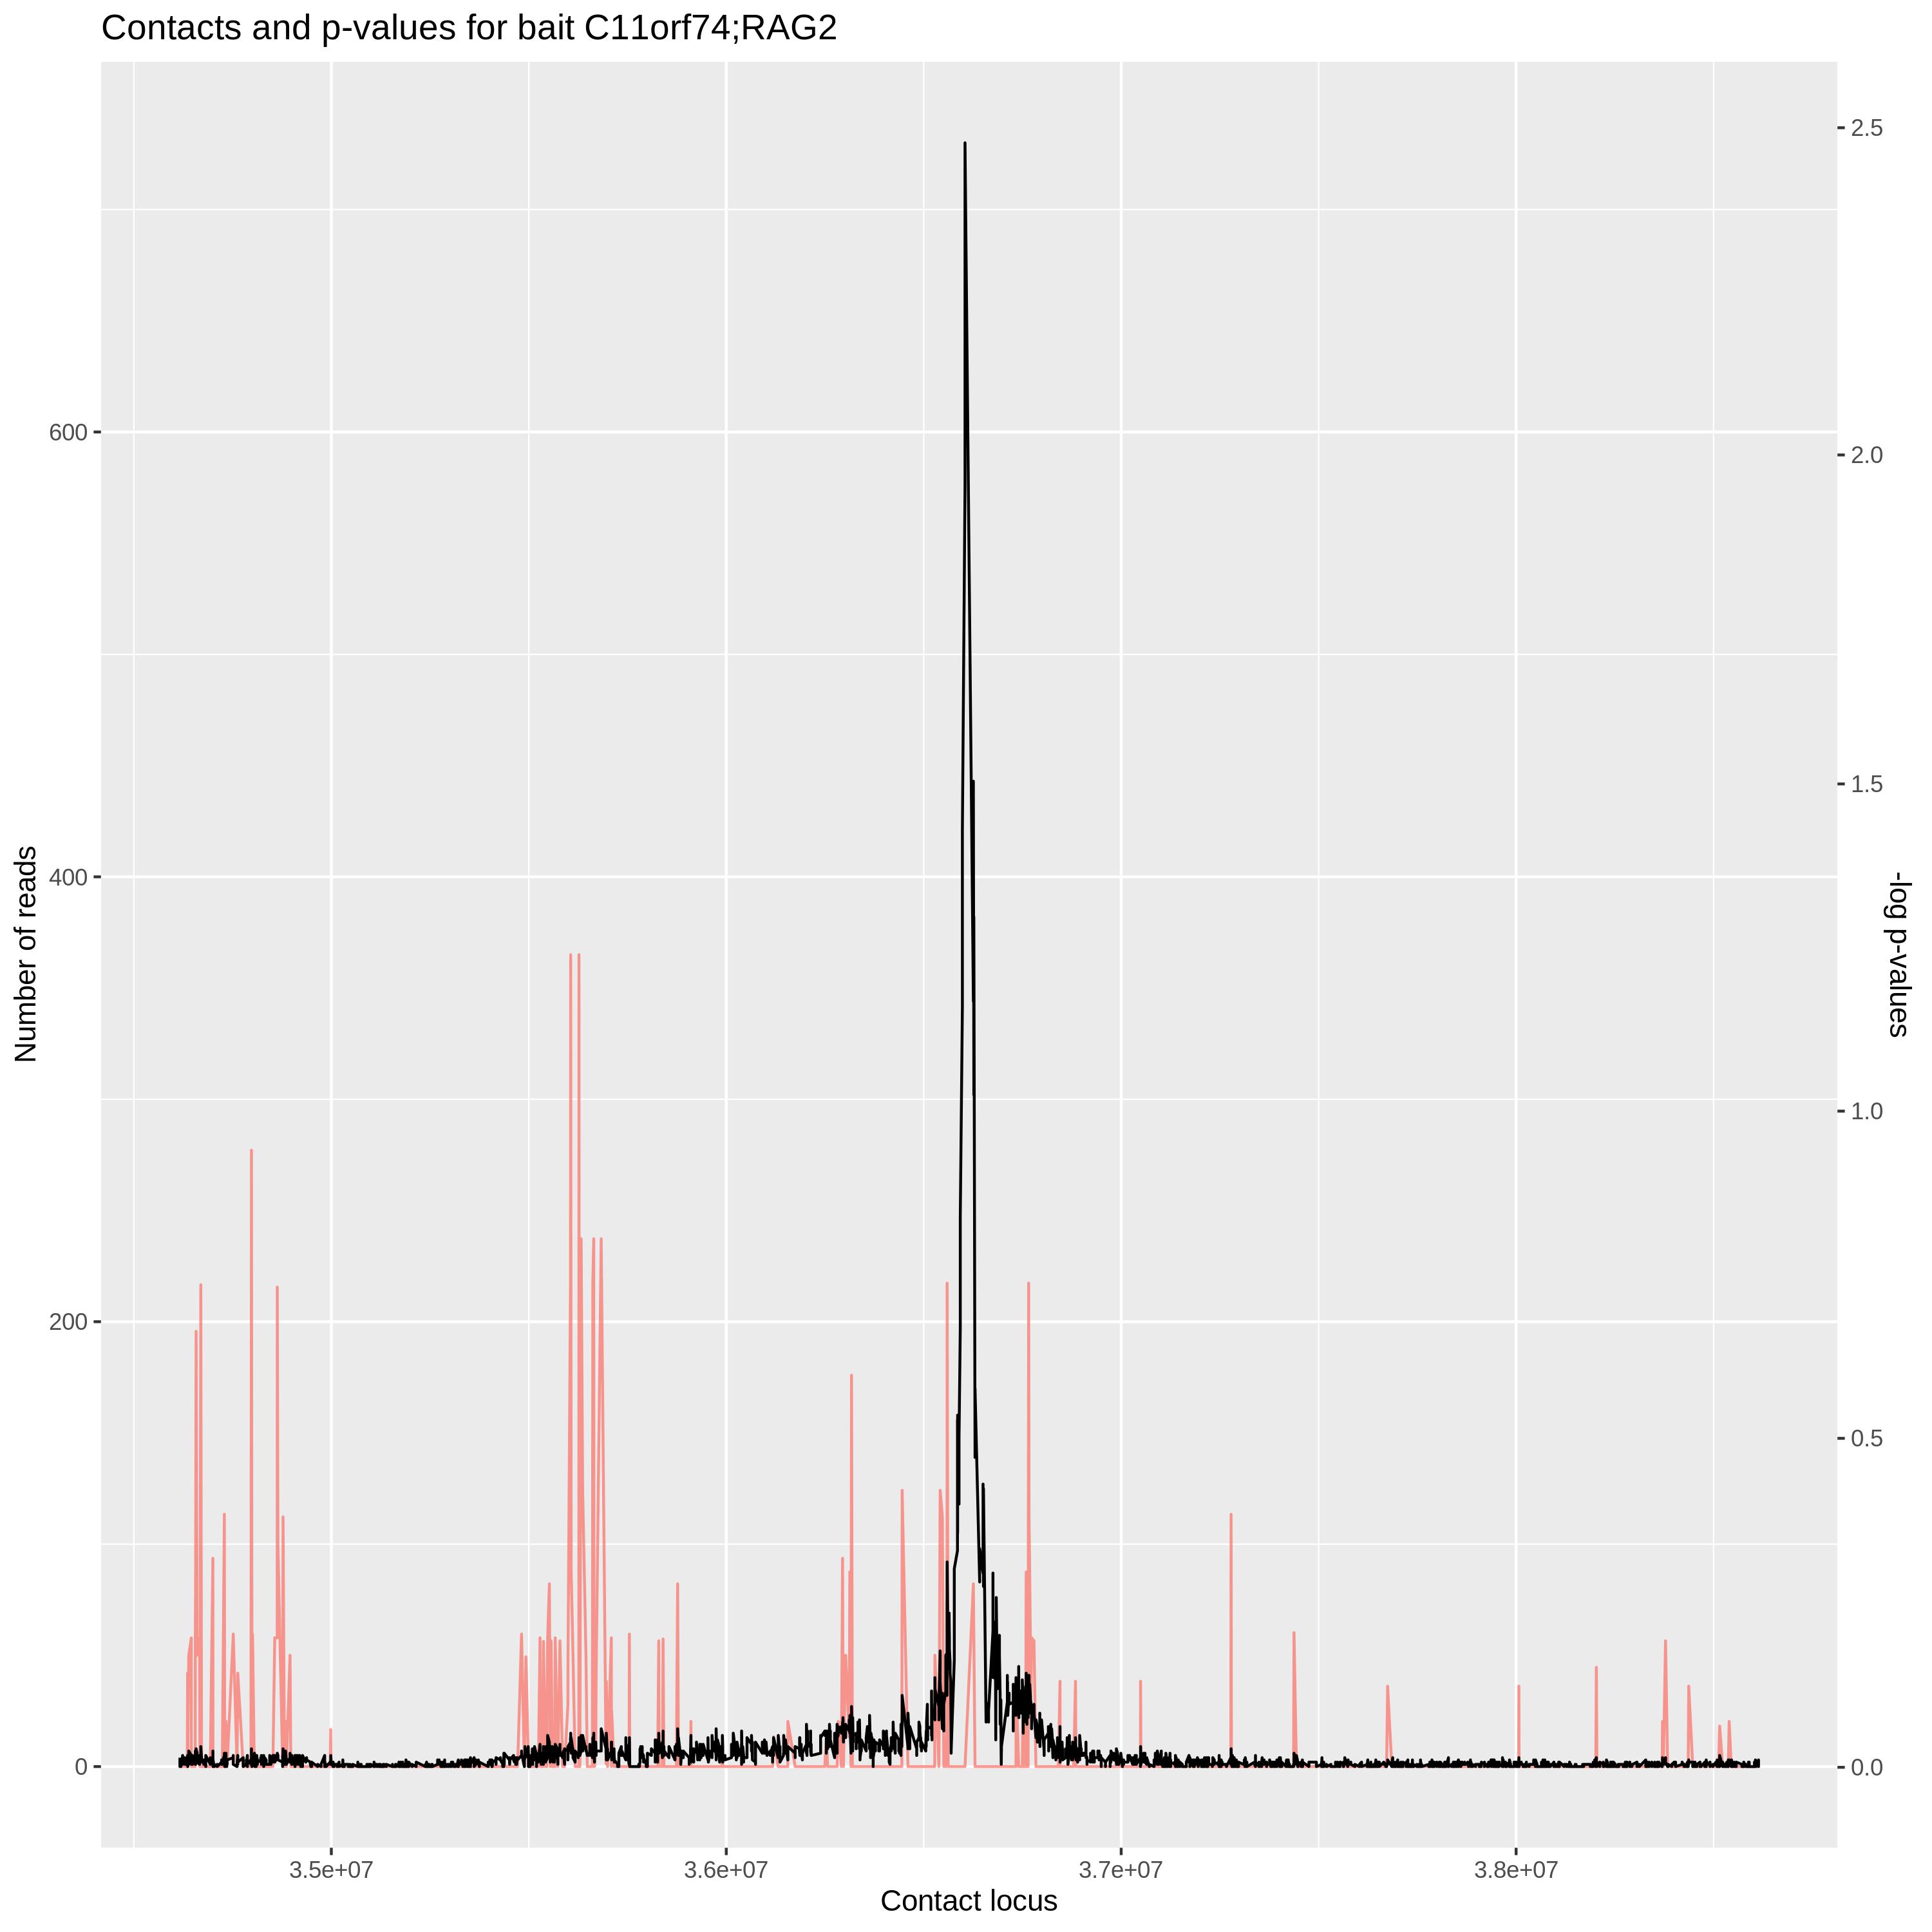 Contacts and p-values for bait C11orf74;RAG2
2.5
2.0
600
1.5
400
Number of reads
-log p-values
1.0
200
0.5
0
0.0
3.5e+07
3.6e+07
3.7e+07
3.8e+07
Contact locus